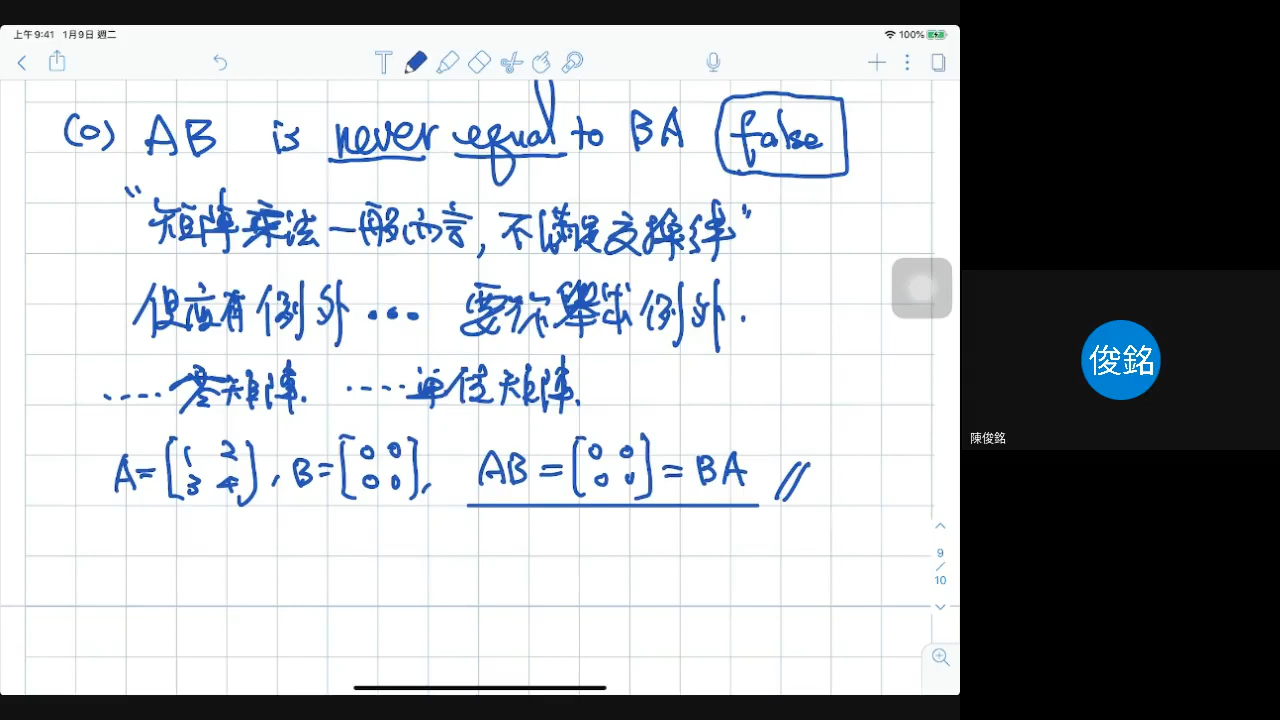 上午9:41 1月9日 週二
100%
(o) AB is never equal to BA false
“矩陣乘法一般而言，不滿足交換律”
但應有例外... 要你舉出例外.
....零矩陣. ....單位矩陣.
A=[1 2 3 4], B=[0 0 0 0], AB=[0 0 0 0]=BA //
9
/
10
俊銘
陳俊銘